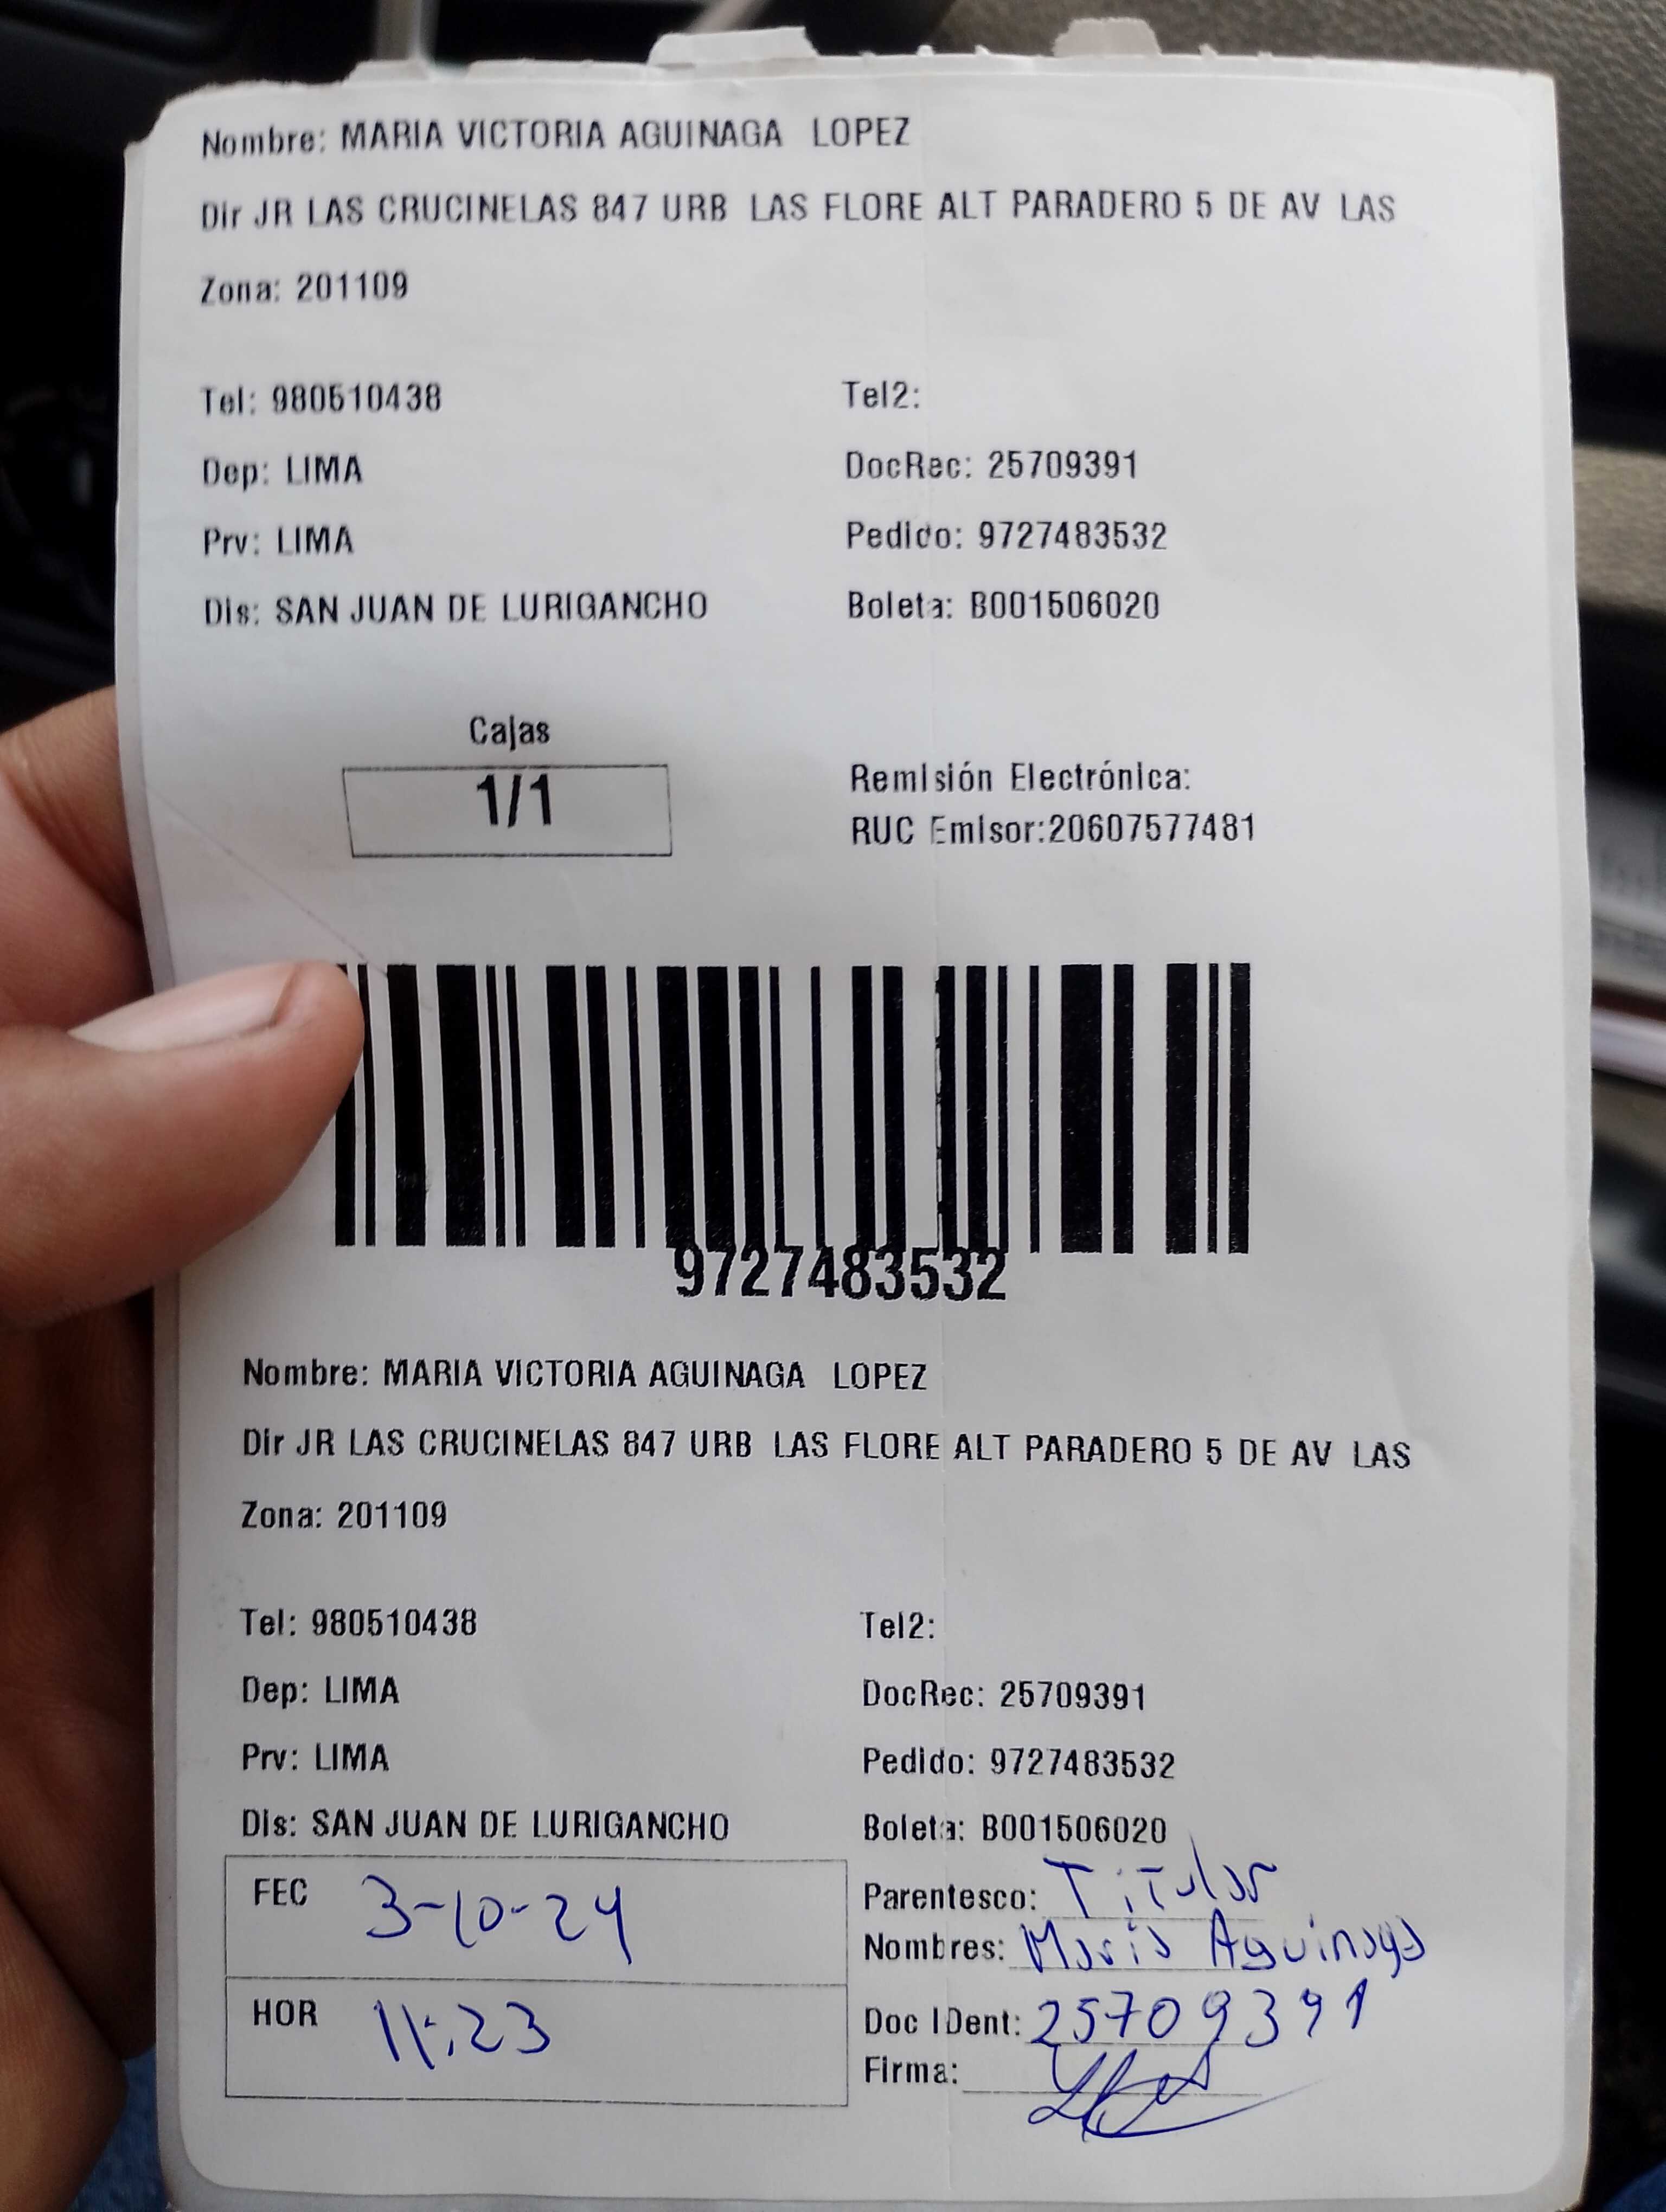 Nombre: MARIA VICTORIA AGUINAGA LOPEZ
Dir JR LAS CRUCINELAS 847 URB LAS FLORE ALT PARADERO 5 DE AV LAS
Zona: 201109
Tel: 980510438 Tel2:
Dep: LIMA DocRec: 25709391
Prv: LIMA Pedido: 9727483532
Dis: SAN JUAN DE LURIGANCHO Boleta: B001506020
Cajas
1/1
Remisión Electrónica:
RUC Emisor:20607577481
9727483532
Nombre: MARIA VICTORIA AGUINAGA LOPEZ
Dir JR LAS CRUCINELAS 847 URB LAS FLORE ALT PARADERO 5 DE AV LAS
Zona: 201109
Tel: 980510438 Tel2:
Dep: LIMA DocRec: 25709391
Prv: LIMA Pedido: 9727483532
Dis: SAN JUAN DE LURIGANCHO Boleta: B001506020
FEC 3-10-24 Parentesco: Titular
Nombres: Maria Aguinaga
HOR 11:23 Doc IDent: 25709391
Firma: